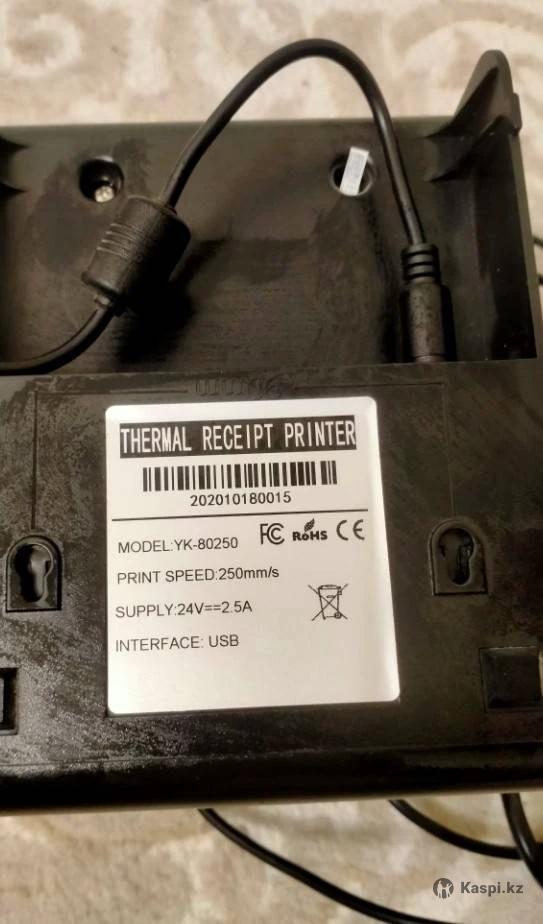 THERMAL RECEIPT PRINTER
202010180015
MODEL:YK-80250 FC RoHS CE
PRINT SPEED:250mm/s
SUPPLY:24V==2.5A
INTERFACE: USB
Kaspi.kz